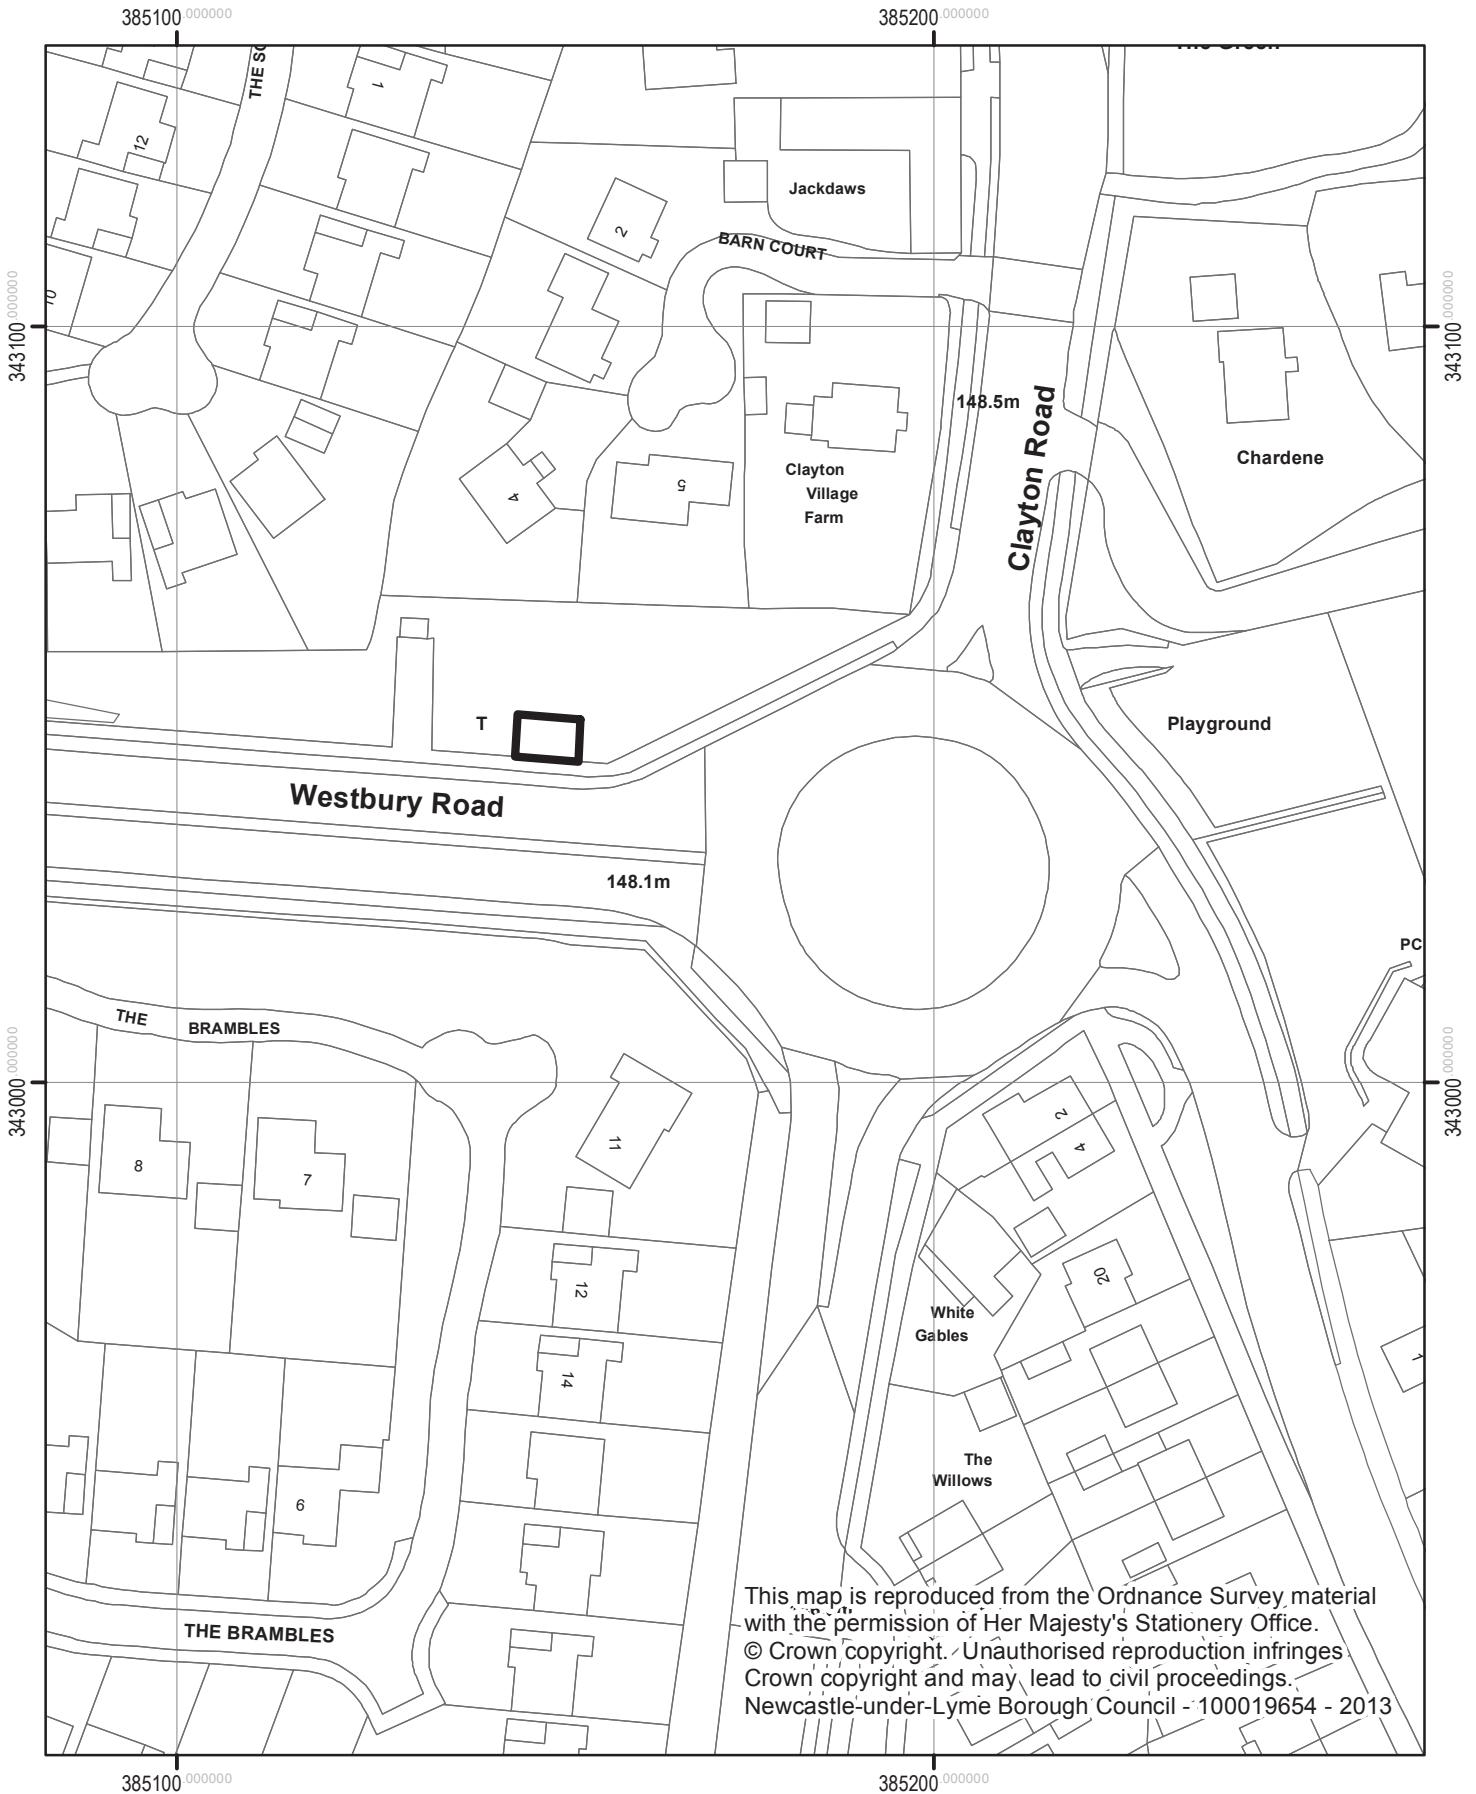 385100.000000
385200.000000
THE
1
12
Jackdaws
2
BARN COURT
10
343100.000000
343100.000000
148.5m
Clayton Road
Chardene
Clayton
Village
Farm
5
4
T
Playground
Westbury Road
148.1m
PC
THE BRAMBLES
343000.000000
343000.000000
2
4
11
8
7
20
12
White
Gables
14
1
The
Willows
6
THE BRAMBLES
This map is reproduced from the Ordnance Survey material
with the permission of Her Majesty's Stationery Office.
© Crown copyright. Unauthorised reproduction infringes
Crown copyright and may lead to civil proceedings.
Newcastle-under-Lyme Borough Council - 100019654 - 2013
385100.000000
385200.000000